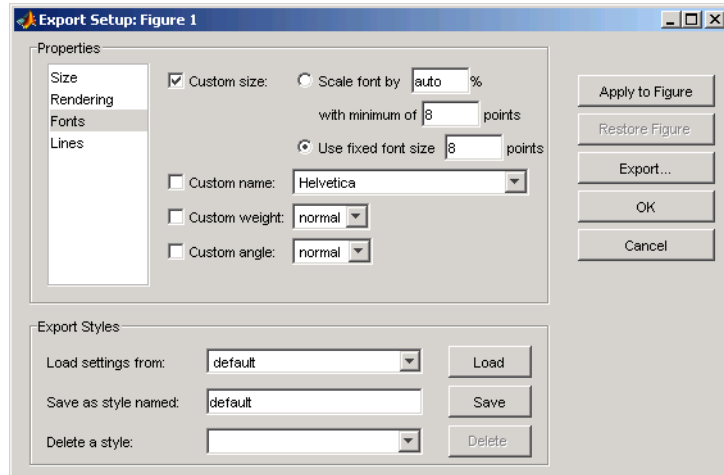 Export Setup: Figure 1
Properties
Size
Rendering
Fonts
Lines
Custom size:
Scale font by auto %
with minimum of 8 points
Use fixed font size 8 points
Custom name: Helvetica
Custom weight: normal
Custom angle: normal
Apply to Figure
Restore Figure
Export...
OK
Cancel
Export Styles
Load settings from: default Load
Save as style named: default Save
Delete a style: Delete